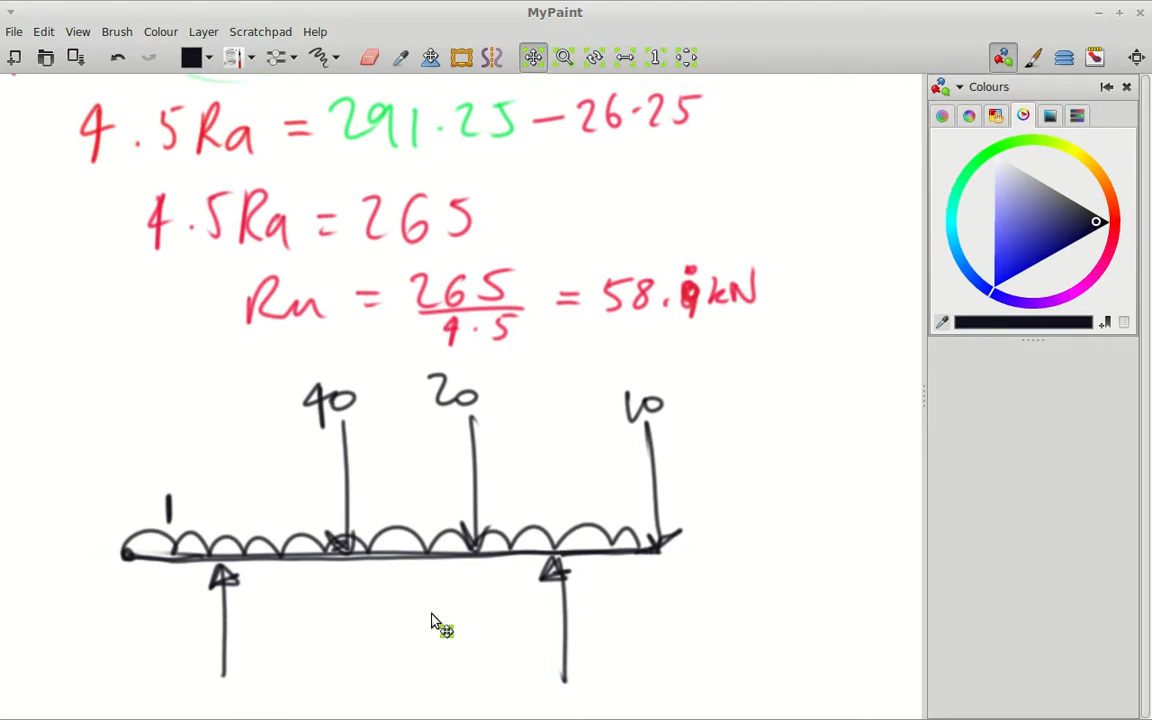 MyPaint
File Edit View Brush Colour Layer Scratchpad Help
Colours
4.5Ra = 291.25 - 26.25
4.5Ra = 265
Ra = 265/4.5 = 58.9kN
40 20 10
1